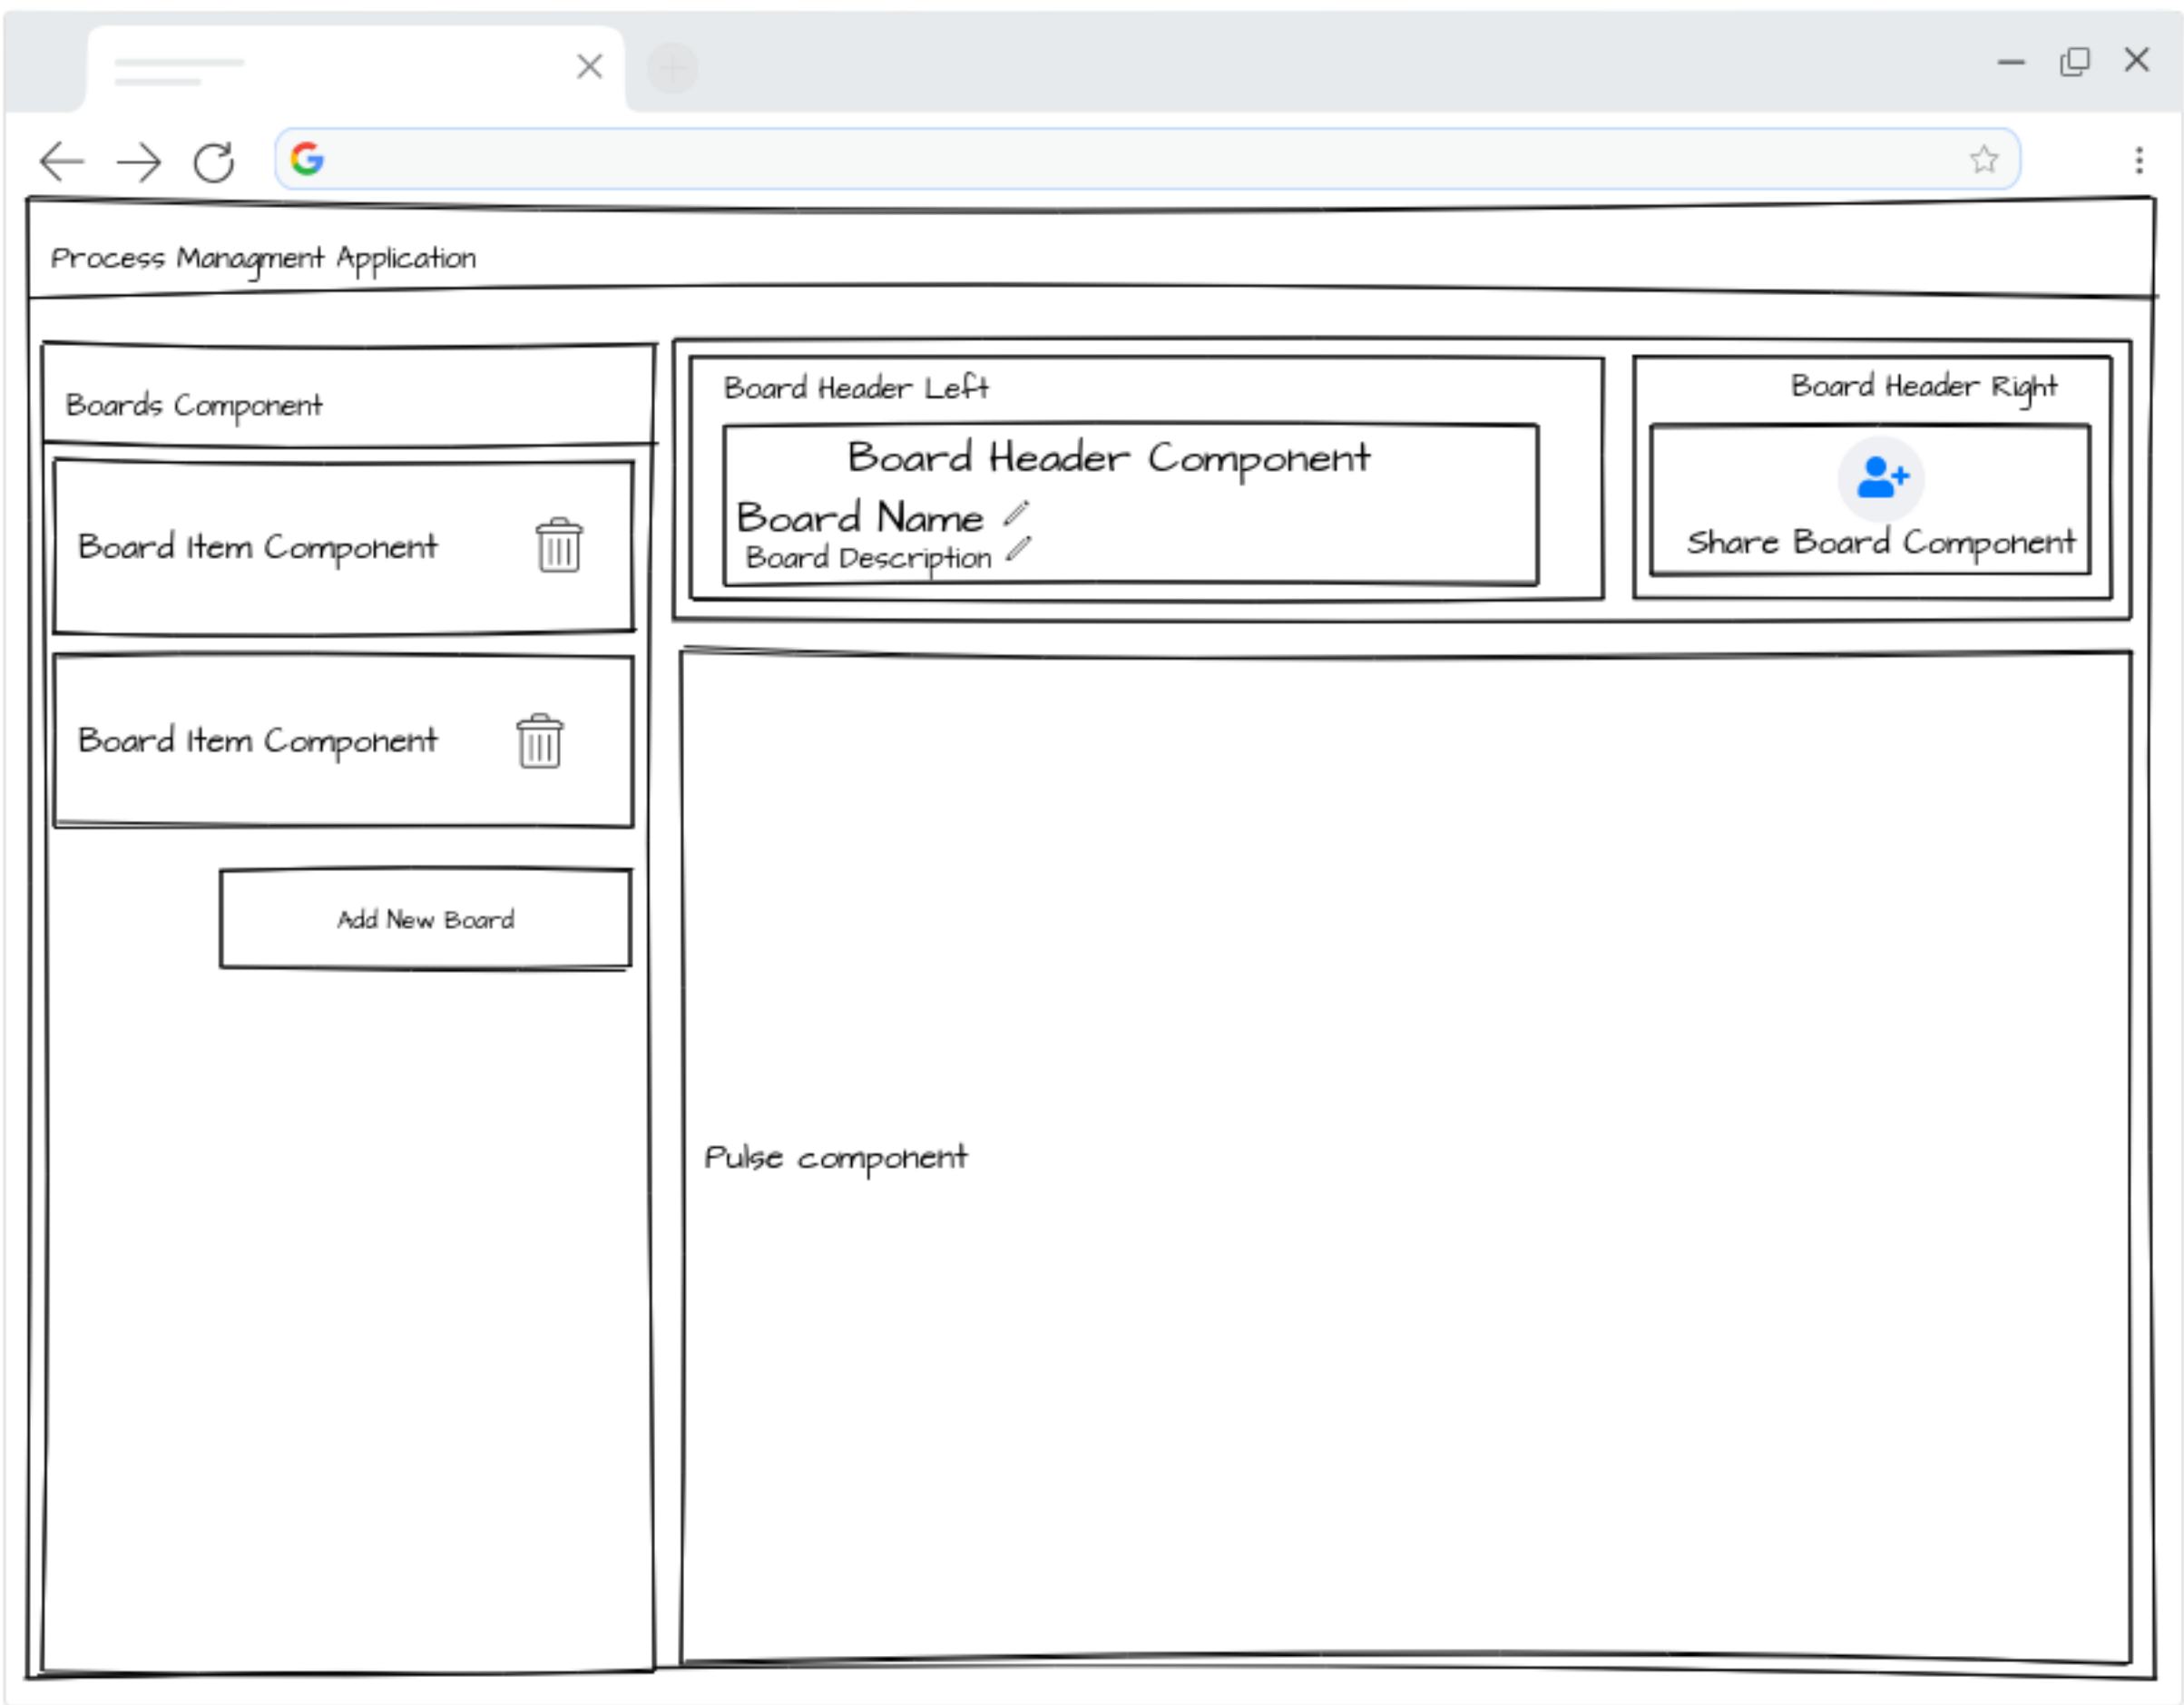 Process Managment Application
Boards Component
Board Item Component
Board Item Component
Add New Board
Board Header Left
Board Header Component
Board Name
Board Description
Board Header Right
Share Board Component
Pulse component